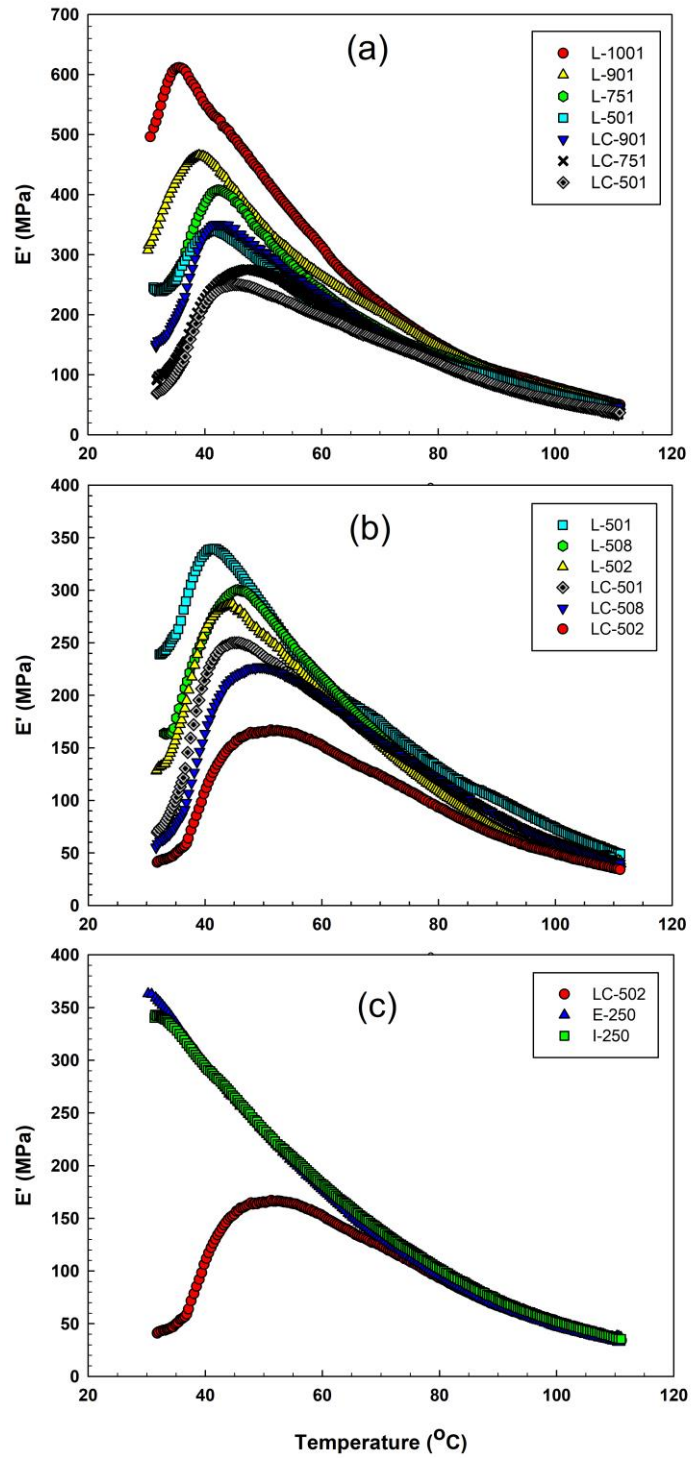 (a)
L-1001
L-901
L-751
L-501
LC-901
LC-751
LC-501
700
600
500
400
300
200
100
0
E' (MPa)
20 40 60 80 100 120
(b)
L-501
L-508
L-502
LC-501
LC-508
LC-502
400
350
300
250
200
150
100
50
0
E' (MPa)
20 40 60 80 100 120
(c)
LC-502
E-250
I-250
400
350
300
250
200
150
100
50
0
E' (MPa)
20 40 60 80 100 120
Temperature (°C)